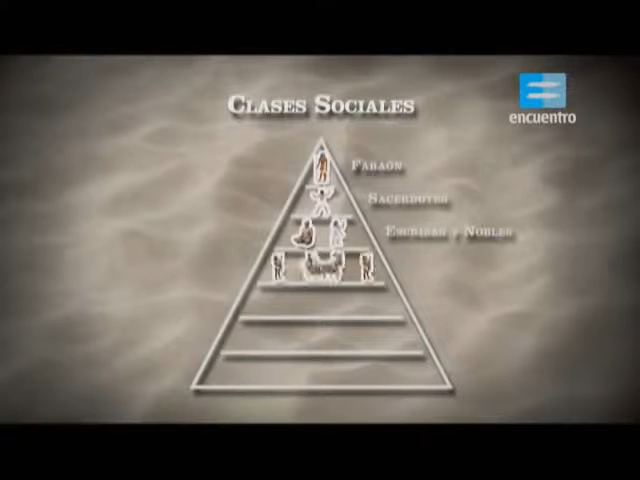 Clases Sociales
encuentro
Faraón
Sacerdotes
Escribas y Nobles